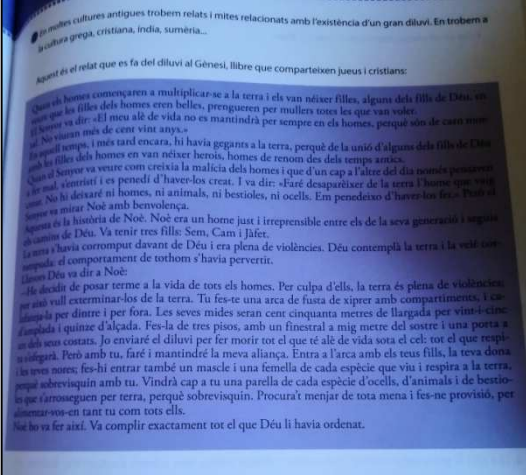 En moltes cultures antigues trobem relats i mites relacionats amb l'existència d'un gran diluvi. En trobem a
la cultura grega, cristiana, índia, sumèria...
Aquest és el relat que es fa del diluvi al Gènesi, llibre que comparteixen jueus i cristians:
Quan els homes començaren a multiplicar-se a la terra i els van néixer filles, alguns dels fills de Déu, en
veure que les filles dels homes eren belles, prengueren per mullers totes les que van voler.
El Senyor va dir: «El meu alè de vida no es mantindrà per sempre en els homes, perquè són de carn mor-
tal. No viuran més de cent vint anys.»
En aquell temps, i més tard encara, hi havia gegants a la terra, perquè de la unió d'alguns dels fills de Déu
amb les filles dels homes en van néixer herois, homes de renom des dels temps antics.
Quan el Senyor va veure com creixia la malícia dels homes i que d'un cap a l'altre del dia només pensaven
a fer mal, s'entristí i es penedí d'haver-los creat. I va dir: «Faré desaparèixer de la terra l'home que vaig
crear. No hi deixaré ni homes, ni animals, ni bestioles, ni ocells. Em penedeixo d'haver-los fet.» Però el
Senyor va mirar Noè amb benvolença.
Aquesta és la història de Noè. Noè era un home just i irreprensible entre els de la seva generació i seguia
els camins de Déu. Va tenir tres fills: Sem, Cam i Jàfet.
La terra s'havia corromput davant de Déu i era plena de violències. Déu contemplà la terra i la veié cor-
rompuda: el comportament de tothom s'havia pervertit.
Llavors Déu va dir a Noè:
—He decidit de posar terme a la vida de tots els homes. Per culpa d'ells, la terra és plena de violències;
per això vull exterminar-los de la terra. Tu fes-te una arca de fusta de xiprer amb compartiments, i ca-
lafateja-la per dintre i per fora. Les seves mides seran cent cinquanta metres de llargada per vint-i-cinc
d'amplada i quinze d'alçada. Fes-la de tres pisos, amb un finestral a mig metre del sostre i una porta a
un dels seus costats. Jo enviaré el diluvi per fer morir tot el que té alè de vida sota el cel: tot el que respi-
ra s'ofegarà. Però amb tu, faré i mantindré la meva aliança. Entra a l'arca amb els teus fills, la teva dona
i les teves nores; fes-hi entrar també un mascle i una femella de cada espècie que viu i respira a la terra,
perquè sobrevisquin amb tu. Vindrà cap a tu una parella de cada espècie d'ocells, d'animals i de bestio-
les que s'arrosseguen per terra, perquè sobrevisquin. Procura't menjar de tota mena i fes-ne provisió, per
alimentar-vos-en tant tu com tots ells.
Noè ho va fer així. Va complir exactament tot el que Déu li havia ordenat.